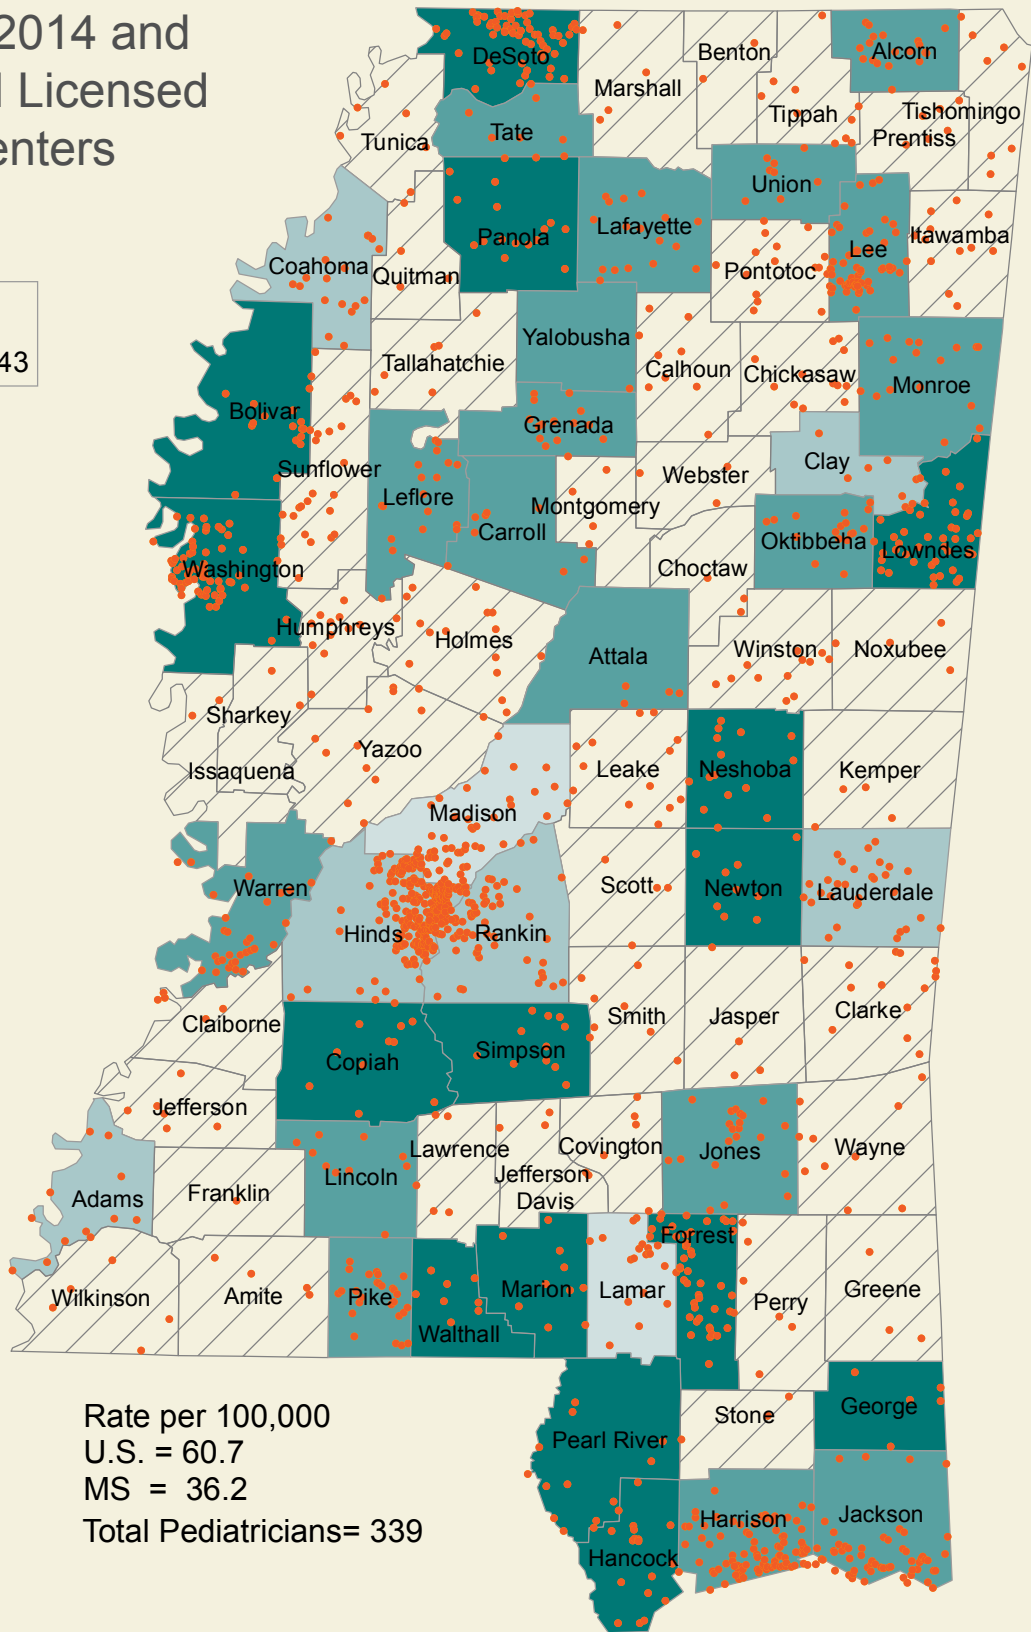 2014 and
Licensed
enters
43
DeSoto
Benton
Alcorn
Marshall
Tippah
Tishomingo
Prentiss
Tunica
Tate
Union
Panola
Lafayette
Lee
Itawamba
Coahoma
Quitman
Pontotoc
Yalobusha
Tallahatchie
Calhoun
Chickasaw
Monroe
Bolivar
Grenada
Sunflower
Leflore
Webster
Clay
Montgomery
Carroll
Oktibbeha
Lowndes
Washington
Choctaw
Humphreys
Holmes
Attala
Winston
Noxubee
Sharkey
Yazoo
Issaquena
Leake
Neshoba
Kemper
Madison
Warren
Scott
Newton
Lauderdale
Hinds
Rankin
Claiborne
Smith
Jasper
Clarke
Copiah
Simpson
Jefferson
Lawrence
Covington
Jones
Wayne
Adams
Franklin
Lincoln
Jefferson
Davis
Forrest
Wilkinson
Amite
Pike
Marion
Lamar
Perry
Greene
Walthall
Rate per 100,000
U.S. = 60.7
MS = 36.2
Total Pediatricians= 339
Stone
George
Pearl River
Harrison
Jackson
Hancock